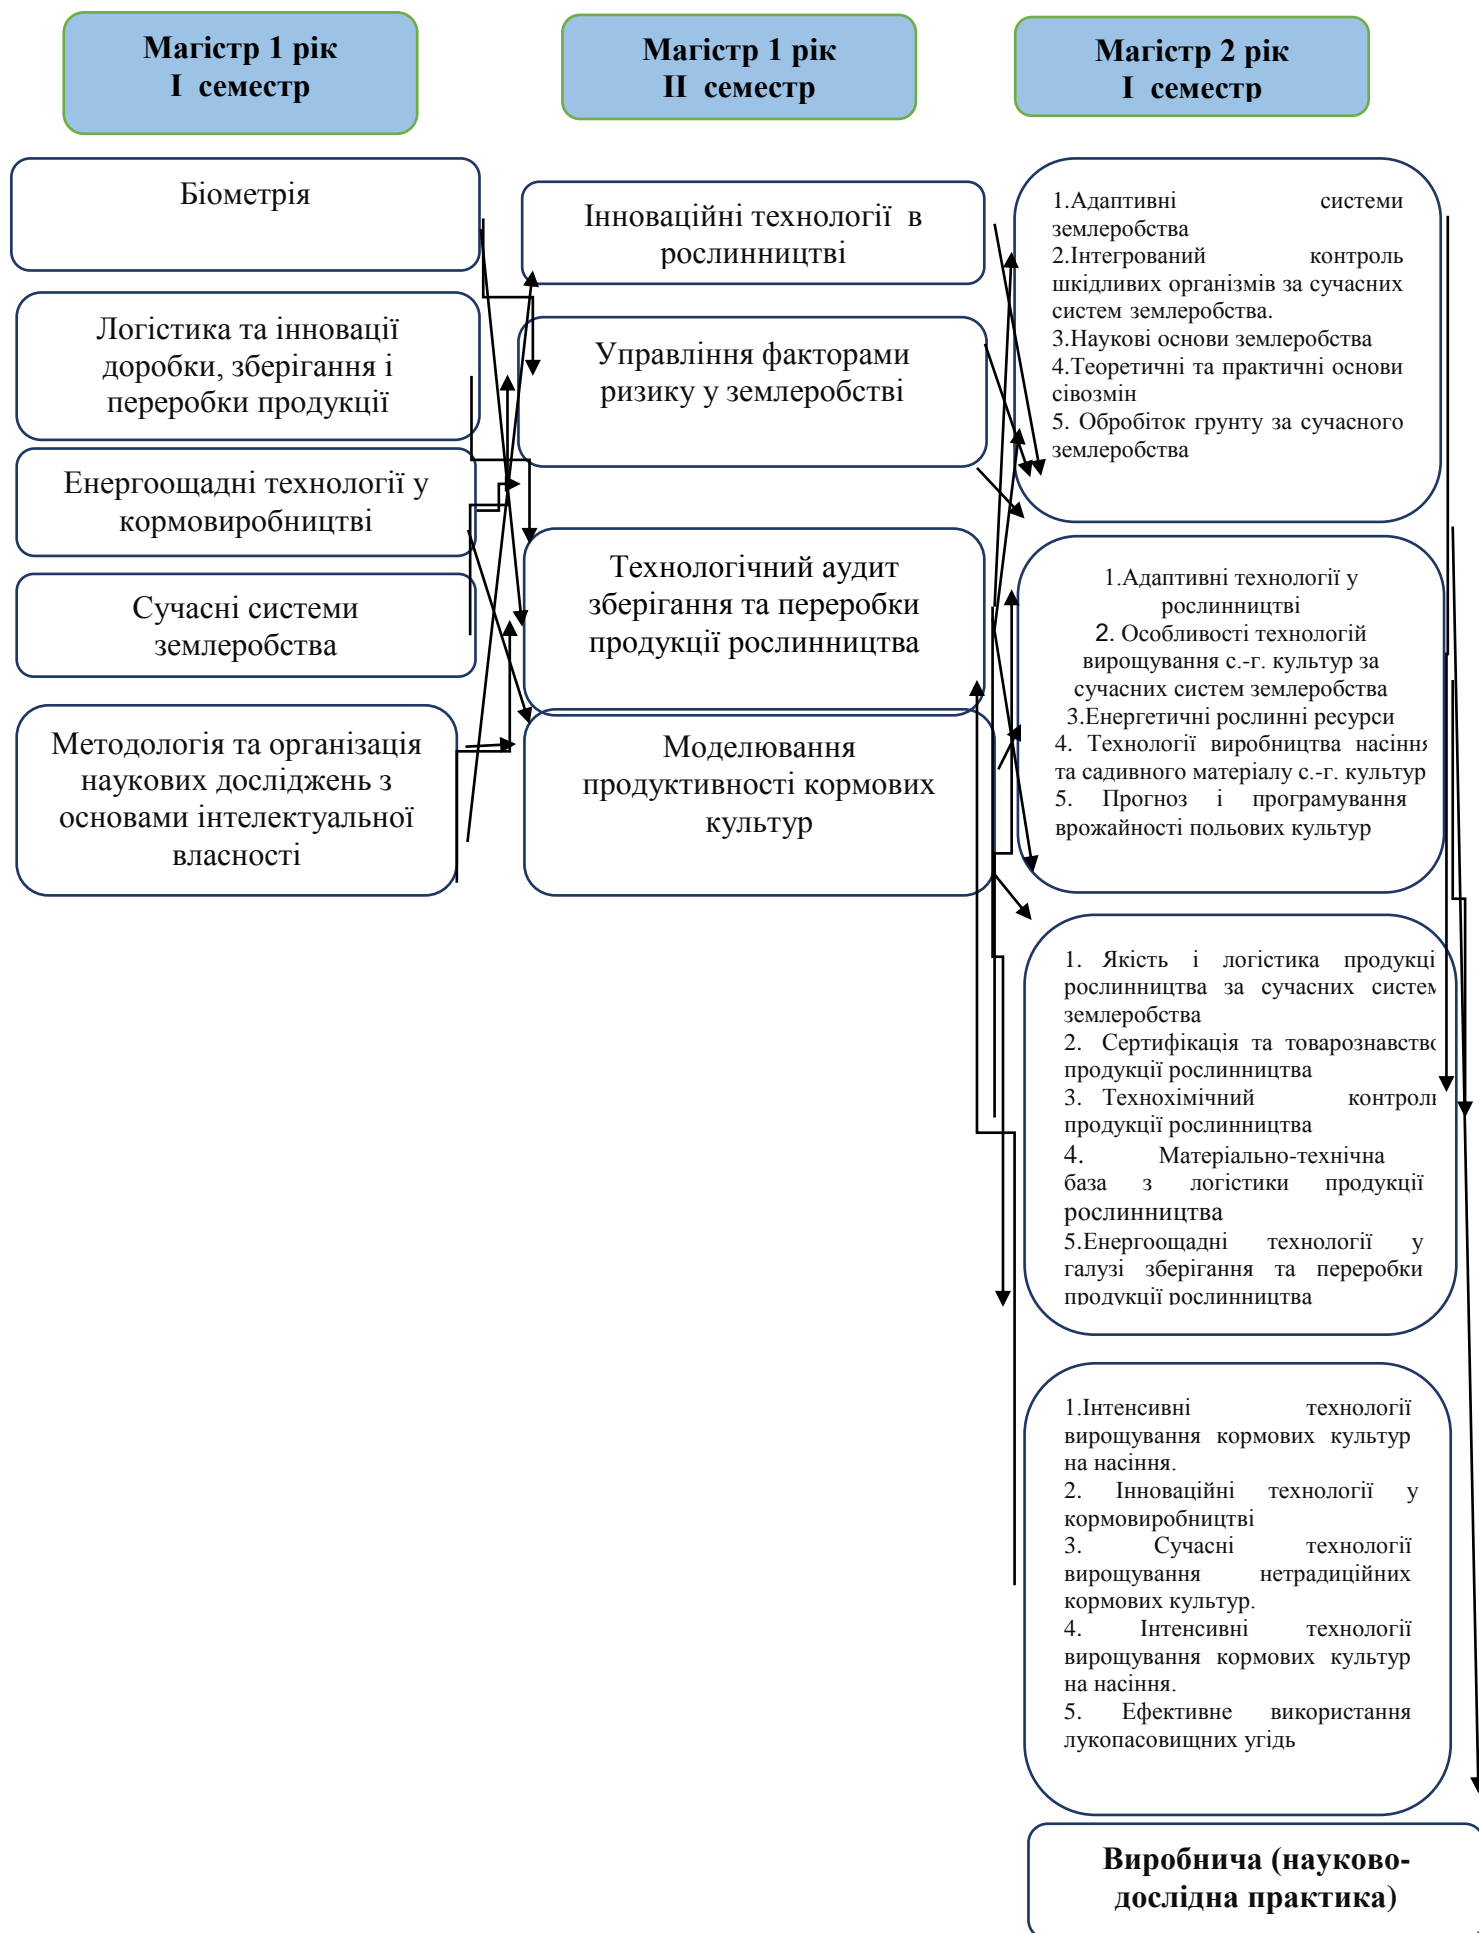 Магістр 1 рік
I семестр
Магістр 1 рік
II семестр
Магістр 2 рік
I семестр
Біометрія
Логістика та інновації
доробки, зберігання і
переробки продукції
Енергоощадні технології у
кормовиробництві
Сучасні системи
землеробства
Методологія та організація
наукових досліджень з
основами інтелектуальної
власності
Інноваційні технології в
рослинництві
Управління факторами
ризику у землеробстві
Технологічний аудит
зберігання та переробки
продукції рослинництва
Моделювання
продуктивності кормових
культур
1.Адаптивні системи
землеробства
2.Інтегрований контроль
шкідливих організмів за сучасних
систем землеробства.
3.Наукові основи землеробства
4.Теоретичні та практичні основи
сівозмін
5. Обробіток грунту за сучасного
землеробства
1.Адаптивні технології у
рослинництві
2. Особливості технологій
вирощування с.-г. культур за
сучасних систем землеробства
3.Енергетичні рослинні ресурси
4. Технології виробництва насіння
та садивного матеріалу с.-г. культур
5. Прогноз і програмування
врожайності польових культур
1. Якість і логістика продукції
рослинництва за сучасних систем
землеробства
2. Сертифікація та товарознавство
продукції рослинництва
3. Технохімічний контроль
продукції рослинництва
4. Матеріально-технічна
база з логістики продукції
рослинництва
5.Енергоощадні технології у
галузі зберігання та переробки
продукції рослинництва
1.Інтенсивні технології
вирощування кормових культур
на насіння.
2. Інноваційні технології у
кормовиробництві
3. Сучасні технології
вирощування нетрадиційних
кормових культур.
4. Інтенсивні технології
вирощування кормових культур
на насіння.
5. Ефективне використання
лукопасовищних угідь
Виробнича (науково-
дослідна практика)